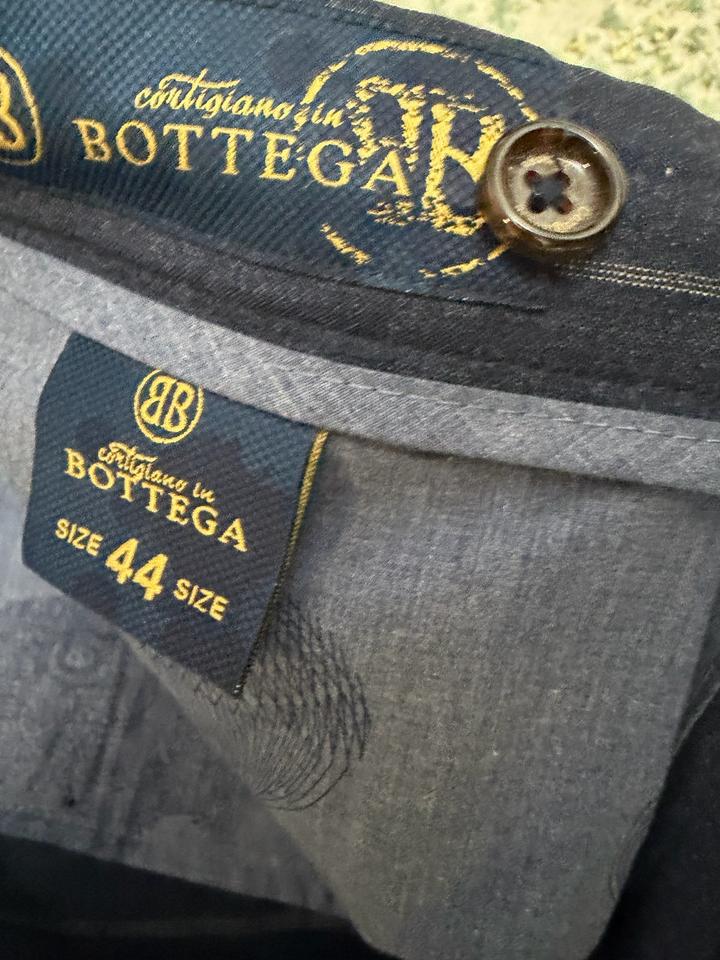 cortigiano in
BOTTEGA
BB
cortigiano in
BOTTEGA
SIZE 44 SIZE